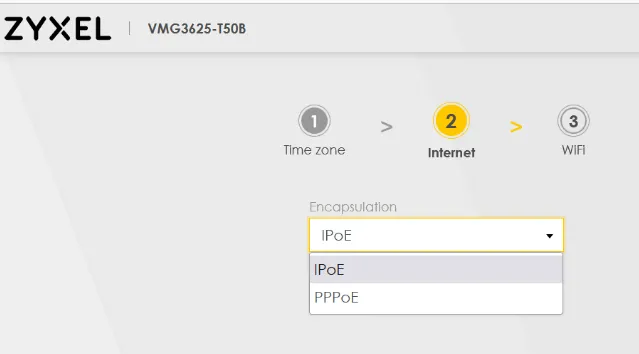 ZYXEL | VMG3625-T50B
1 > 2 > 3
Time zone Internet WiFi
Encapsulation
IPoE
IPoE
PPPoE